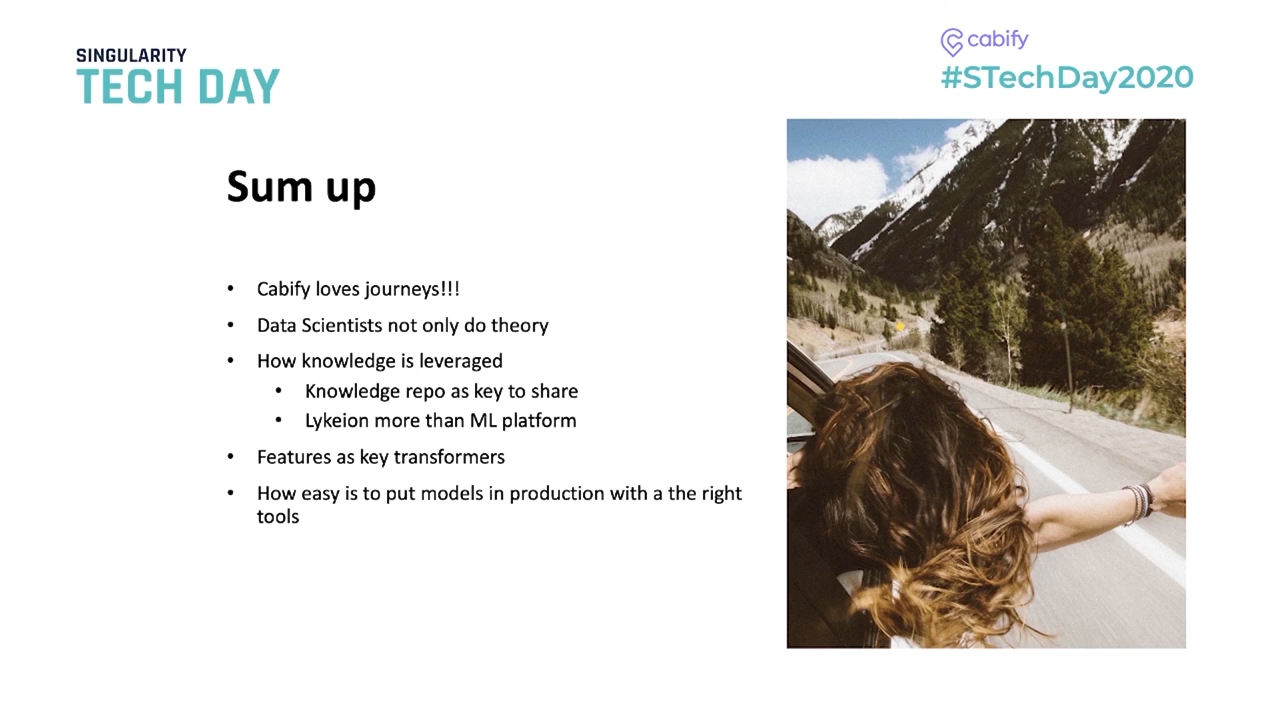 SINGULARITY
TECH DAY
cabify
#STechDay2020
Sum up
• Cabify loves journeys!!!
• Data Scientists not only do theory
• How knowledge is leveraged
• Knowledge repo as key to share
• Lykeion more than ML platform
• Features as key transformers
• How easy is to put models in production with a the right
tools